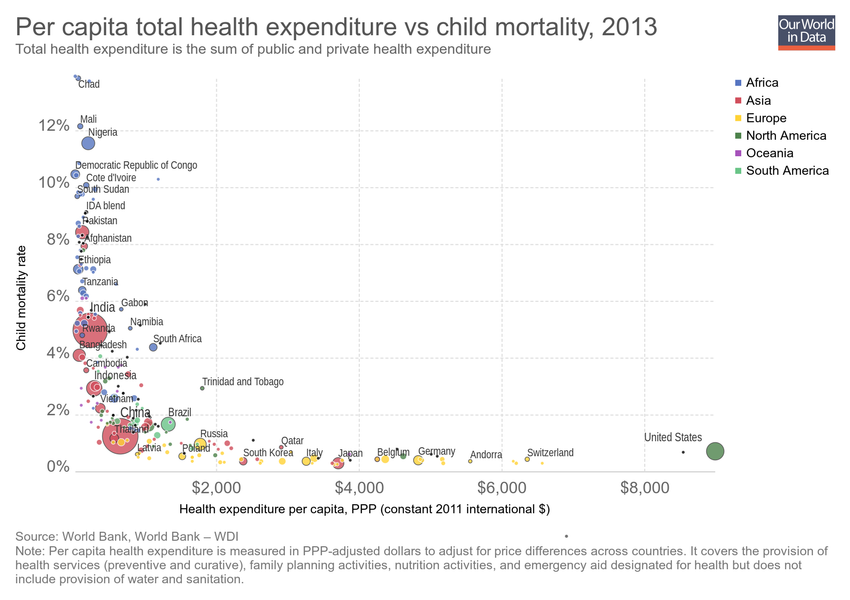 Per capita total health expenditure vs child mortality, 2013
Total health expenditure is the sum of public and private health expenditure
Our World
in Data
Africa
Asia
Europe
North America
Oceania
South America
Child mortality rate
12%
10%
8%
6%
4%
2%
0%
Chad
Mali
Nigeria
Democratic Republic of Congo
Cote d'Ivoire
South Sudan
IDA blend
Pakistan
Afghanistan
Ethiopia
Tanzania
Gabon
India
Rwanda
Namibia
South Africa
Bangladesh
Cambodia
Indonesia
Trinidad and Tobago
Vietnam
China
Brazil
Thailand
Russia
Qatar
United States
Latvia
Poland
South Korea
Italy
Japan
Belgium
Germany
Andorra
Switzerland
$2,000
$4,000
$6,000
$8,000
Health expenditure per capita, PPP (constant 2011 international $)
Source: World Bank, World Bank – WDI
Note: Per capita health expenditure is measured in PPP-adjusted dollars to adjust for price differences across countries. It covers the provision of
health services (preventive and curative), family planning activities, nutrition activities, and emergency aid designated for health but does not
include provision of water and sanitation.